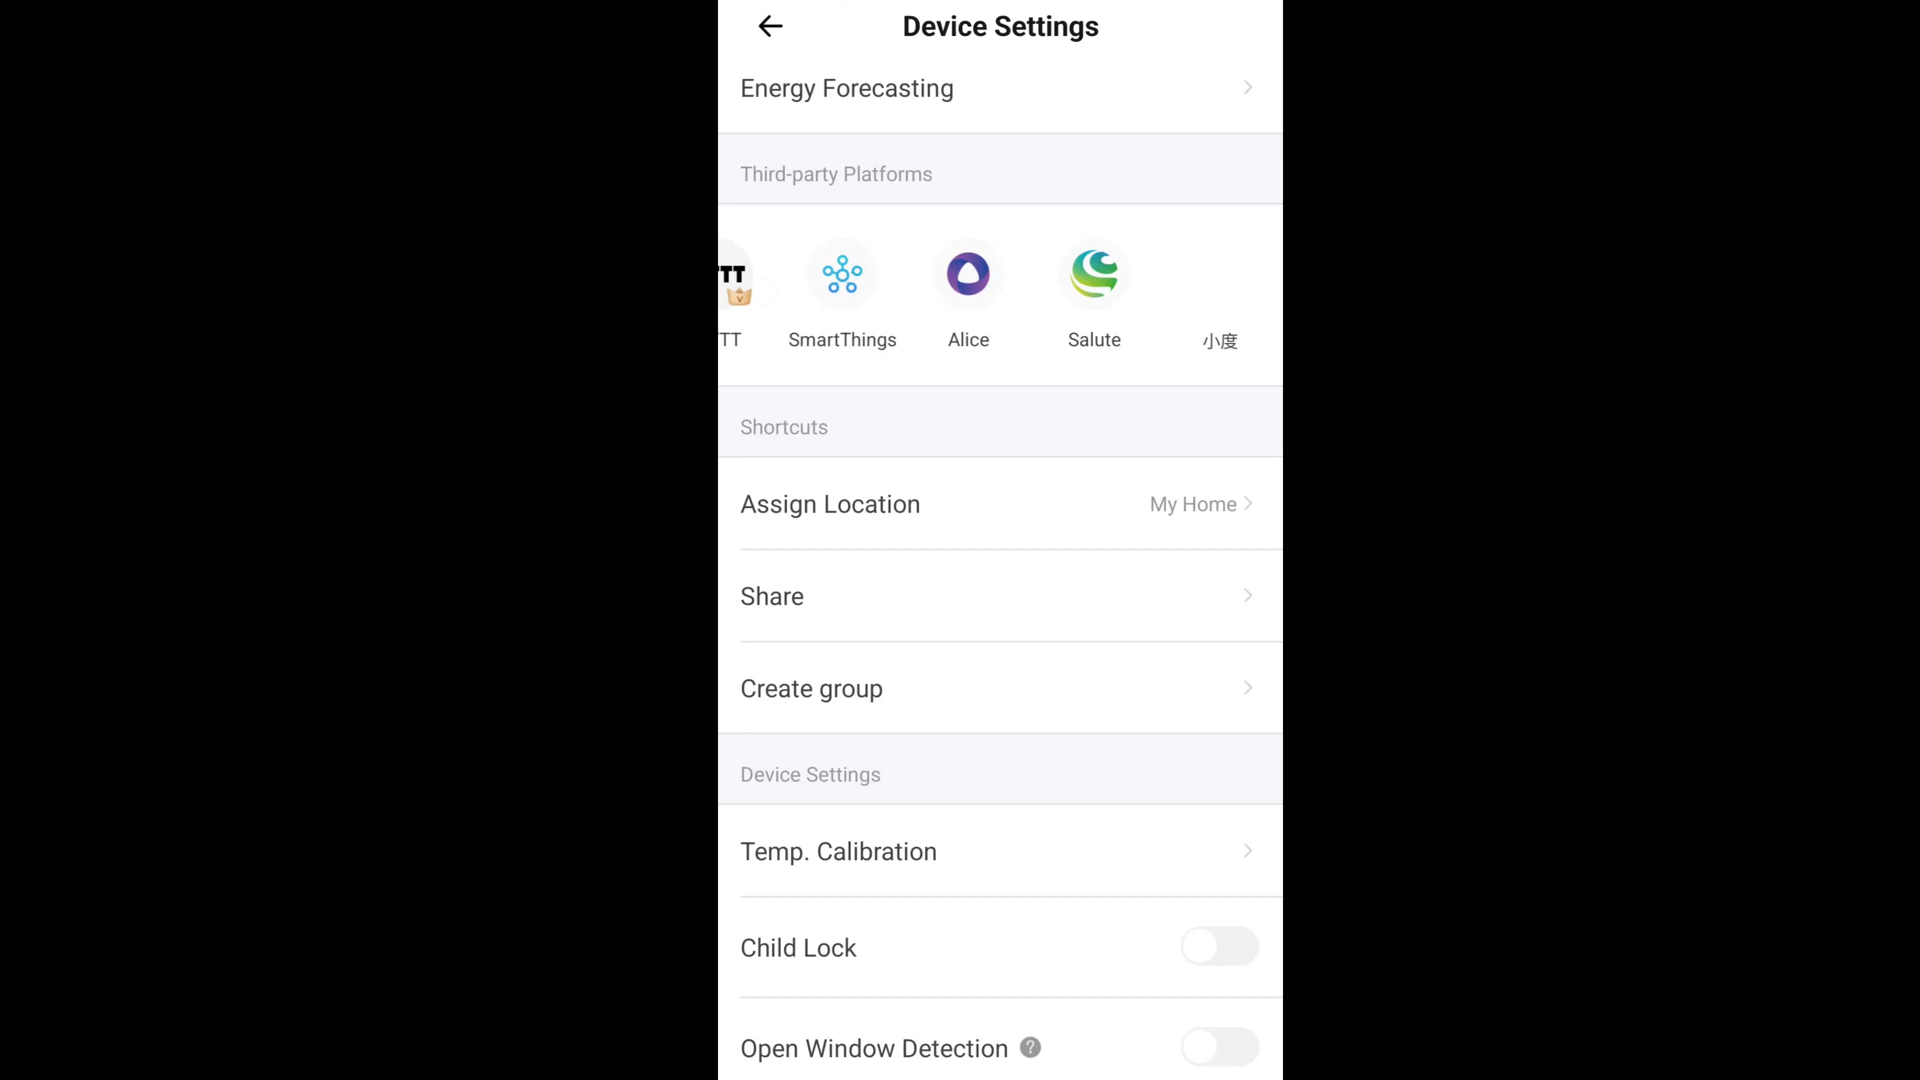 Device Settings
Energy Forecasting
Third-party Platforms
TT
TT
SmartThings
Alice
Salute
小度
Shortcuts
Assign Location
My Home
Share
Create group
Device Settings
Temp. Calibration
Child Lock
Open Window Detection ?